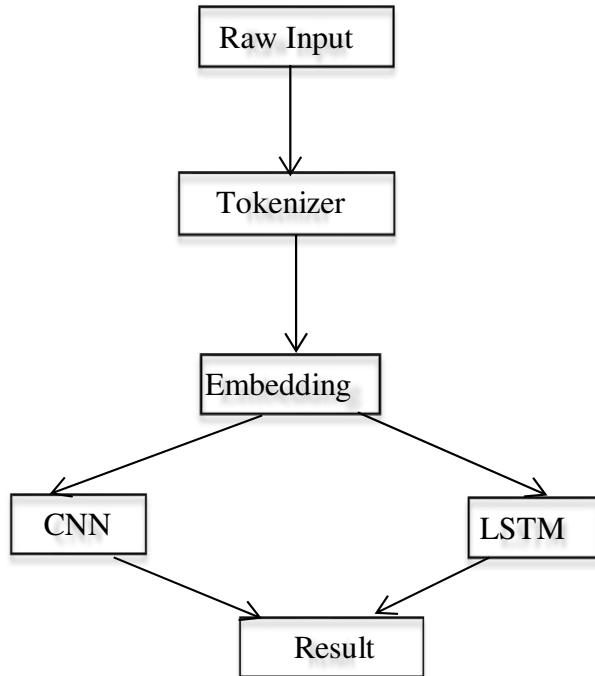 Raw Input
Tokenizer
Embedding
CNN
LSTM
Result